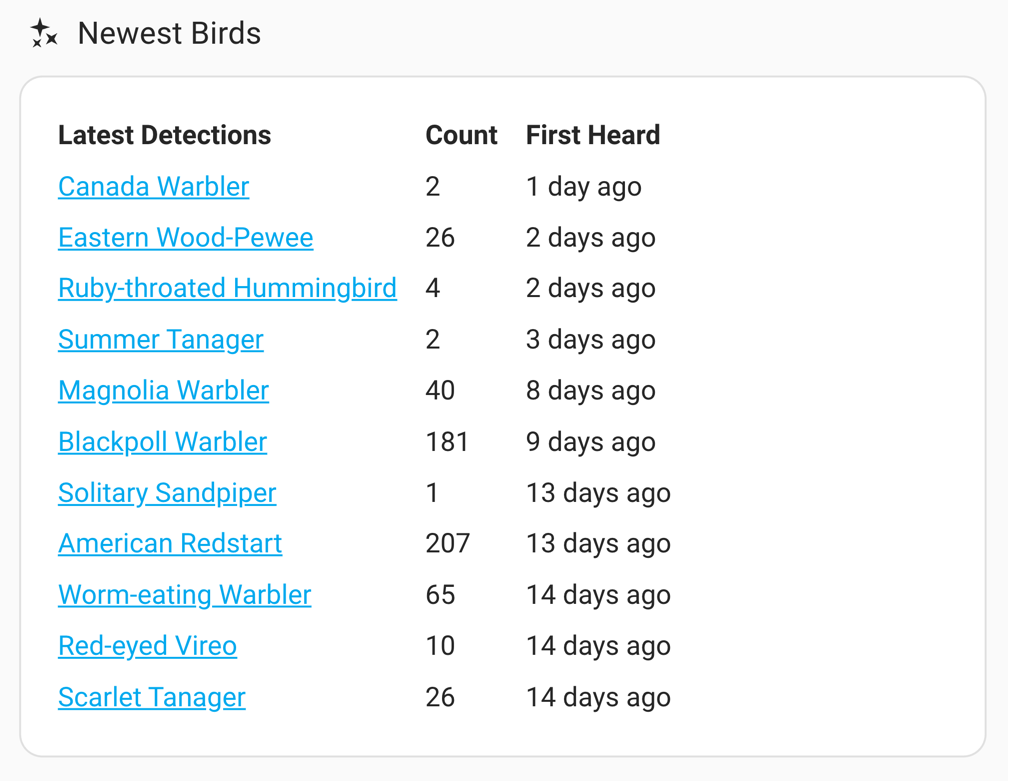 Newest Birds
Latest Detections Count First Heard
Canada Warbler 2 1 day ago
Eastern Wood-Pewee 26 2 days ago
Ruby-throated Hummingbird 4 2 days ago
Summer Tanager 2 3 days ago
Magnolia Warbler 40 8 days ago
Blackpoll Warbler 181 9 days ago
Solitary Sandpiper 1 13 days ago
American Redstart 207 13 days ago
Worm-eating Warbler 65 14 days ago
Red-eyed Vireo 10 14 days ago
Scarlet Tanager 26 14 days ago